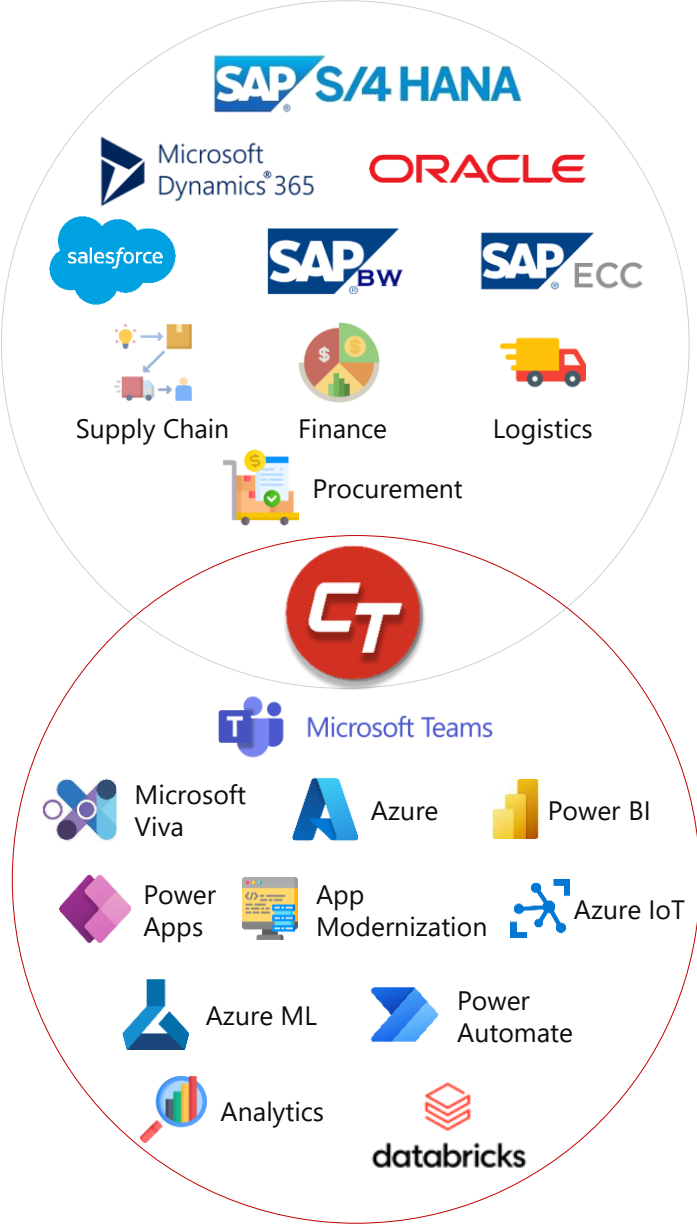 SAP® S/4 HANA
Microsoft
Dynamics® 365
ORACLE
salesforce
SAP® BW
SAP® ECC
Supply Chain
Finance
Logistics
Procurement
CT
T Microsoft Teams
Microsoft
Viva
Azure
Power BI
Power
Apps
App
Modernization
Azure IoT
Azure ML
Power
Automate
Analytics
databricks